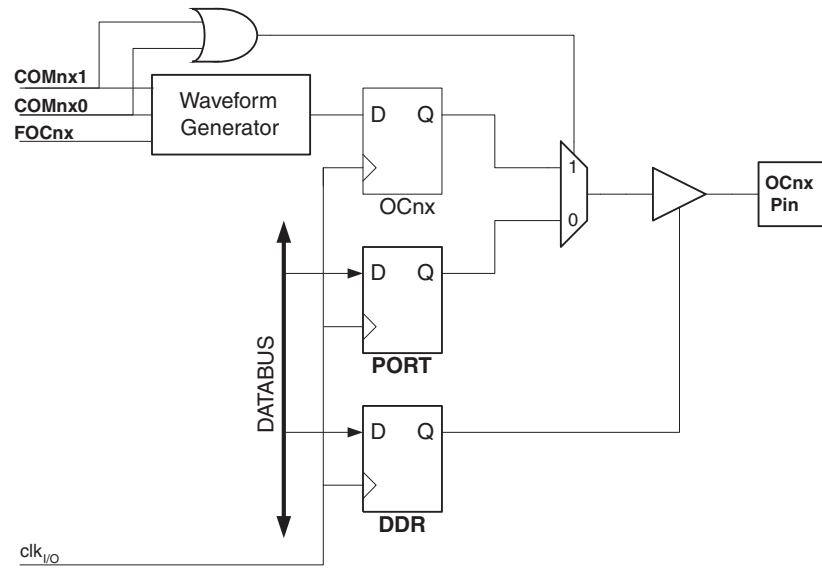 COMnx1
COMnx0
FOCnx
Waveform
Generator
D Q
OCnx
1
0
OCnx
Pin
D Q
PORT
DATABUS
D Q
DDR
clkI/O